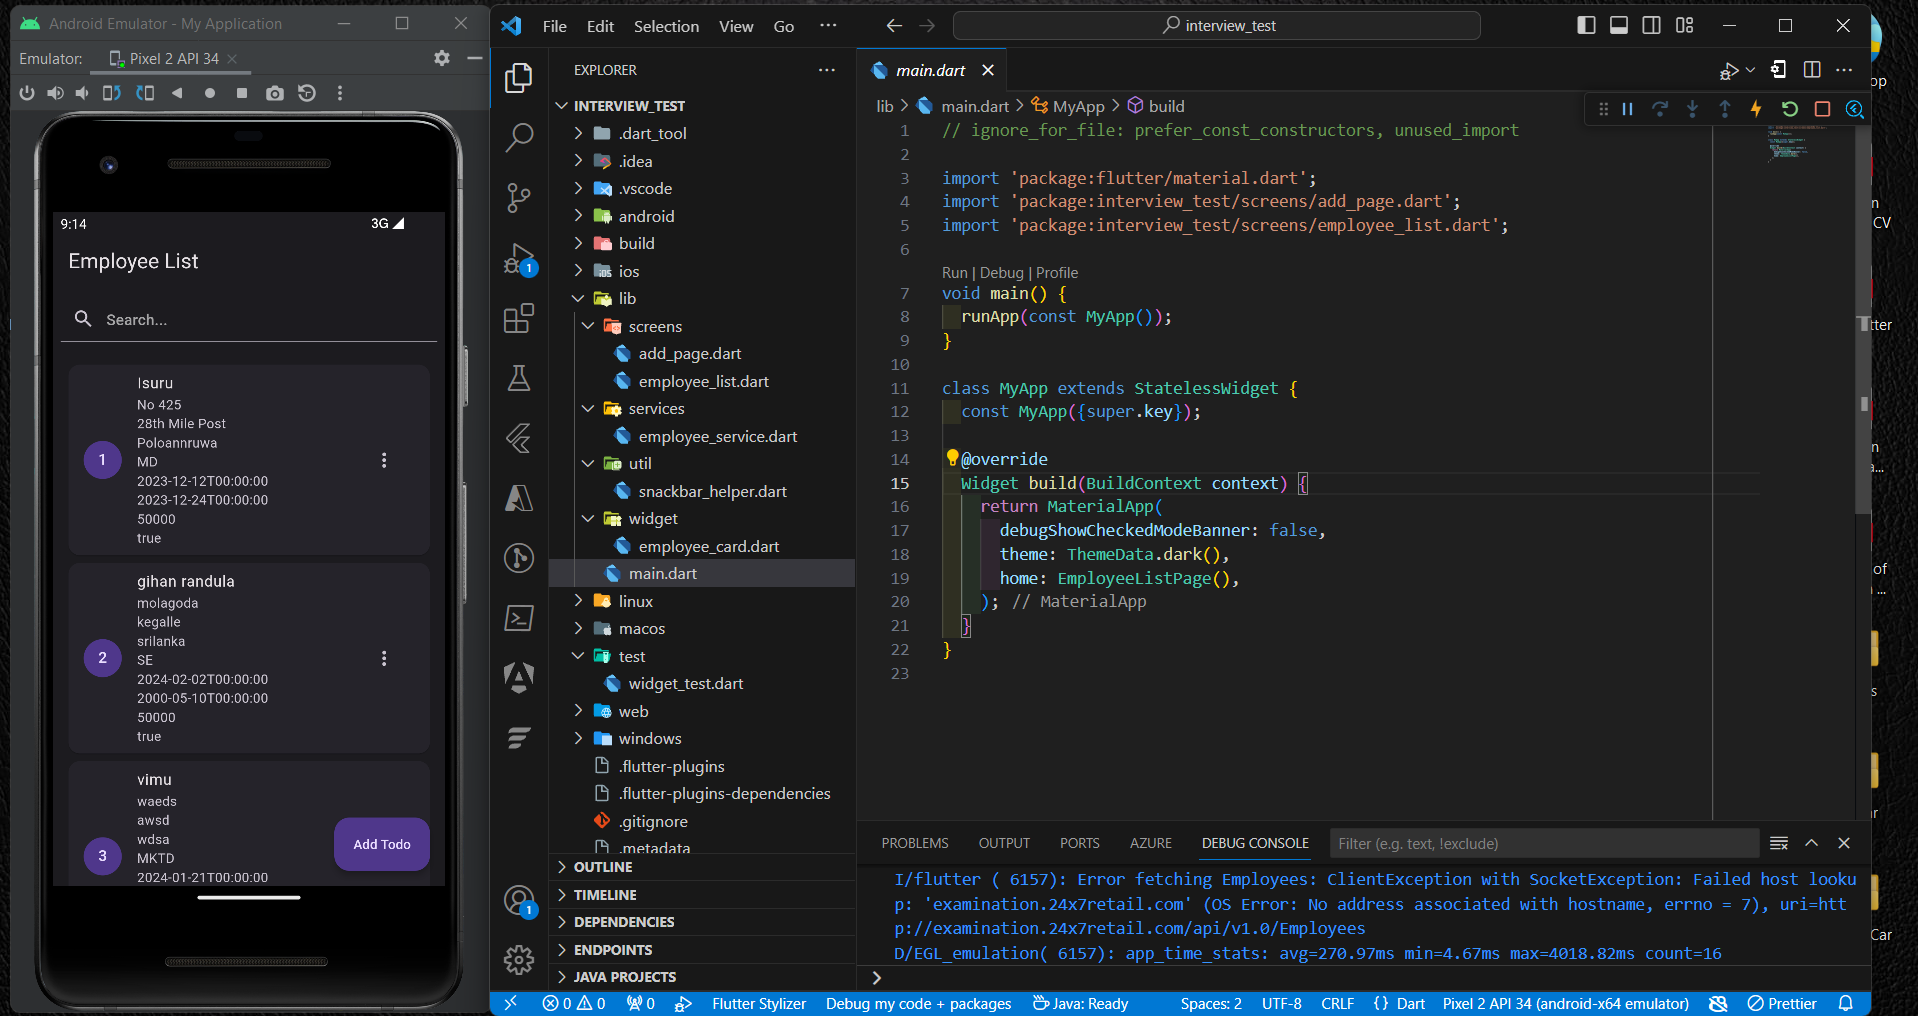 Android Emulator - My Application
Emulator:
Pixel 2 API 34
9:14
3G
Employee List
Search...
1
Isuru
No 425
28th Mile Post
Poloannruwa
MD
2023-12-12T00:00:00
2023-12-24T00:00:00
50000
true
2
gihan randula
molagoda
kegalle
srilanka
SE
2024-02-02T00:00:00
2000-05-10T00:00:00
50000
true
3
vimu
waeds
awsd
wdsa
MKTD
2024-01-21T00:00:00
Add Todo
File Edit Selection View Go ...
interview_test
EXPLORER
INTERVIEW_TEST
.dart_tool
.idea
.vscode
android
build
ios
lib
screens
add_page.dart
employee_list.dart
services
employee_service.dart
util
snackbar_helper.dart
widget
employee_card.dart
main.dart
linux
macos
test
widget_test.dart
web
windows
.flutter-plugins
.flutter-plugins-dependencies
.gitignore
.metadata
OUTLINE
TIMELINE
DEPENDENCIES
ENDPOINTS
JAVA PROJECTS
1
1
main.dart
lib > main.dart > MyApp > build
1 // ignore_for_file: prefer_const_constructors, unused_import
2
3 import 'package:flutter/material.dart';
4 import 'package:interview_test/screens/add_page.dart';
5 import 'package:interview_test/screens/employee_list.dart';
6
Run | Debug | Profile
7 void main() {
8 runApp(const MyApp());
9 }
10
11 class MyApp extends StatelessWidget {
12 const MyApp({super.key});
13
14 @override
15 Widget build(BuildContext context) {
16 return MaterialApp(
17 debugShowCheckedModeBanner: false,
18 theme: ThemeData.dark(),
19 home: EmployeeListPage(),
20 ); // MaterialApp
21 }
22 }
23
PROBLEMS OUTPUT PORTS AZURE DEBUG CONSOLE
Filter (e.g. text, !exclude)
I/flutter ( 6157): Error fetching Employees: ClientException with SocketException: Failed host looku
p: 'examination.24x7retail.com' (OS Error: No address associated with hostname, errno = 7), uri=htt
p://examination.24x7retail.com/api/v1.0/Employees
D/EGL_emulation( 6157): app_time_stats: avg=270.97ms min=4.67ms max=4018.82ms count=16
>
0 0 0 Flutter Stylizer Debug my code + packages Java: Ready Spaces: 2 UTF-8 CRLF {} Dart Pixel 2 API 34 (android-x64 emulator) Prettier
op
n
CV
tter
n
a...
of
...
s
ar
Car